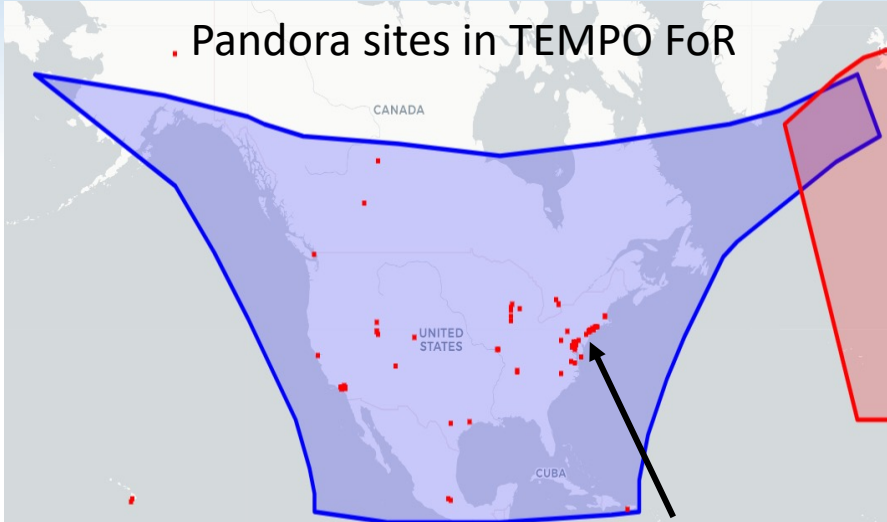 Pandora sites in TEMPO FoR
CANADA
UNITED
STATES
CUBA